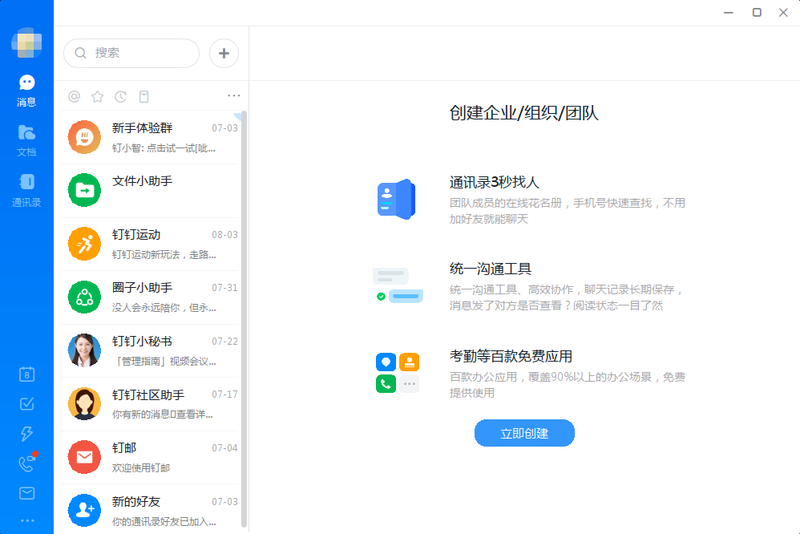 搜索
消息
文档
通讯录
8
新手体验群 07-03
钉小智: 点击试一试[呲...
文件小助手
钉钉运动 08-03
钉钉运动新玩法，走路...
圈子小助手 07-31
没人会永远陪你，但永...
钉钉小秘书 07-22
「管理指南」视频会议...
钉钉社区助手 07-17
你有新的消息查看详...
钉邮 07-04
欢迎使用钉邮
新的好友 07-03
你的通讯录好友已加入...
创建企业/组织/团队
通讯录3秒找人
团队成员的在线花名册，手机号快速查找，不用
加好友就能聊天
统一沟通工具
统一沟通工具、高效协作，聊天记录长期保存，
消息发了对方是否查看？阅读状态一目了然
考勤等百款免费应用
百款办公应用，覆盖90%以上的办公场景，免费
提供使用
立即创建